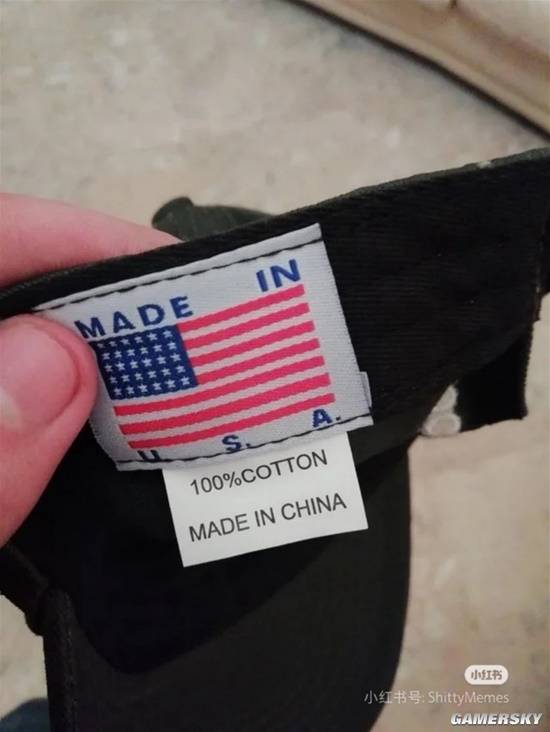 MADE IN
U. S. A.
100%COTTON
MADE IN CHINA
小红书
小红书号: ShittyMemes
GAMERSKY